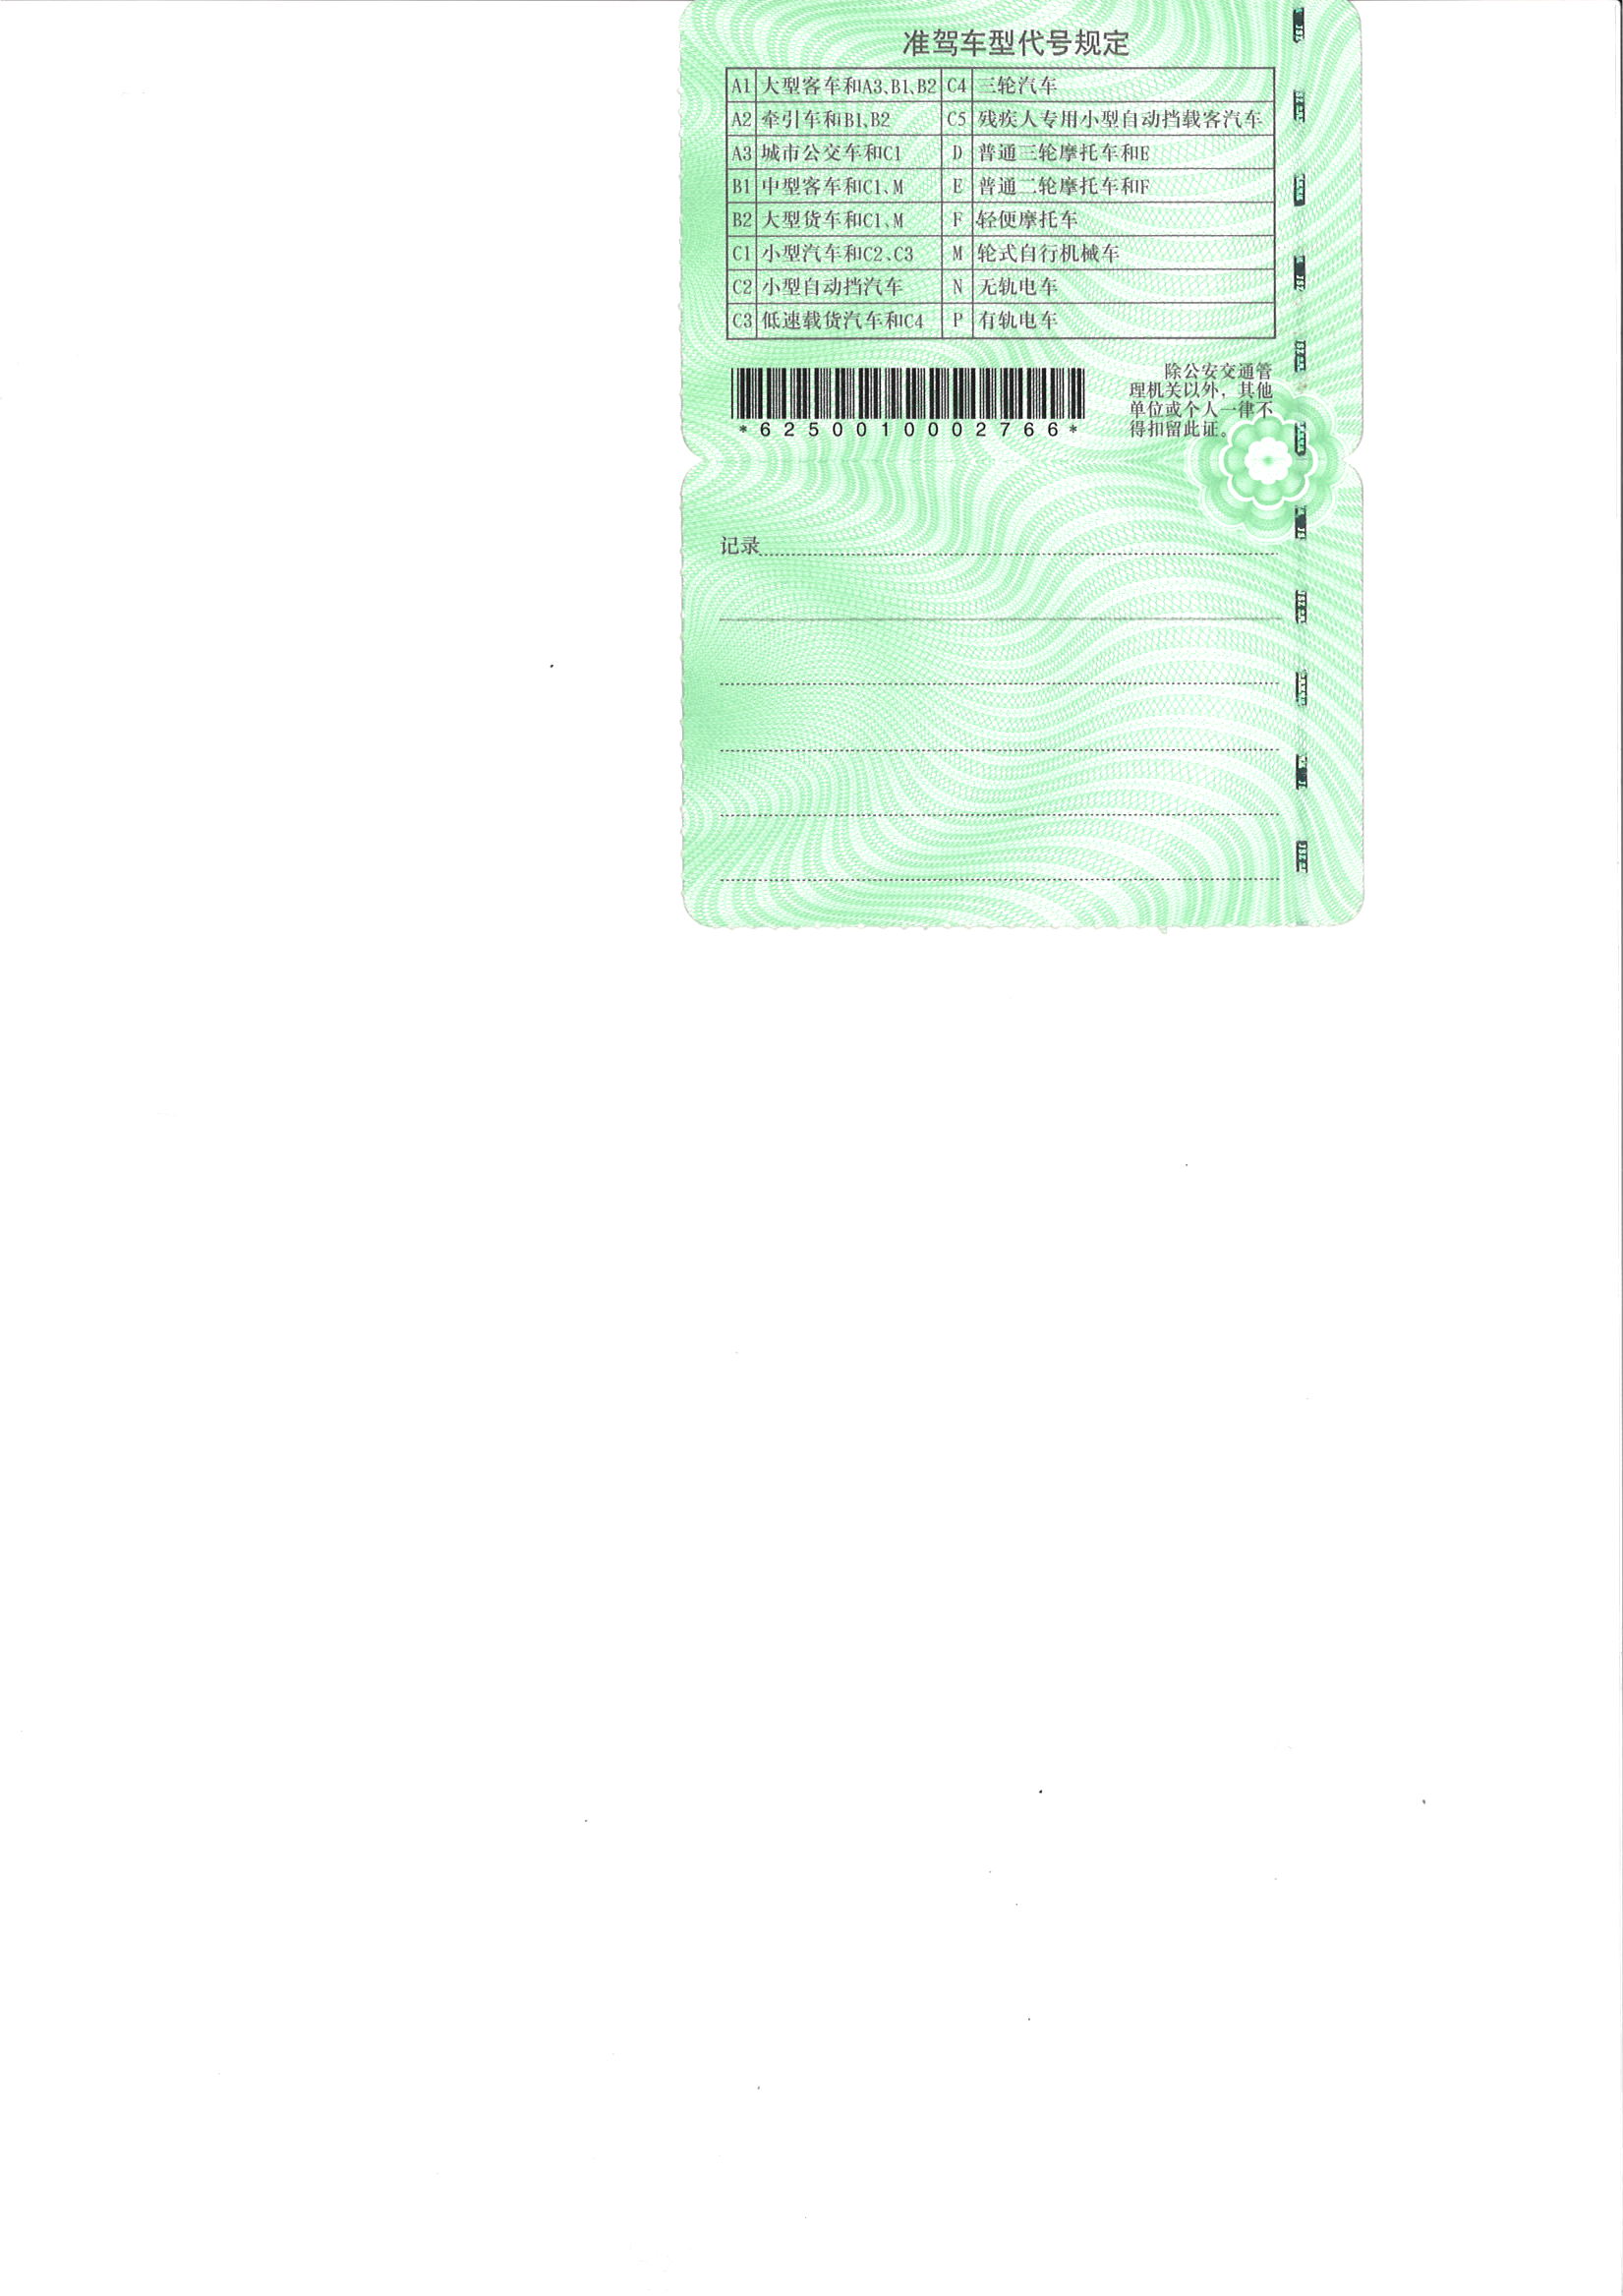 准驾车型代号规定
A1 大型客车和A3、B1、B2 C4 三轮汽车
A2 牵引车和B1、B2 C5 残疾人专用小型自动挡载客汽车
A3 城市公交车和C1 D 普通三轮摩托车和E
B1 中型客车和C1、M E 普通二轮摩托车和F
B2 大型货车和C1、M F 轻便摩托车
C1 小型汽车和C2、C3 M 轮式自行机械车
C2 小型自动挡汽车 N 无轨电车
C3 低速载货汽车和C4 P 有轨电车
*6250010002766*
除公安交通管
理机关以外，其他
单位或个人一律不
得扣留此证。
记录